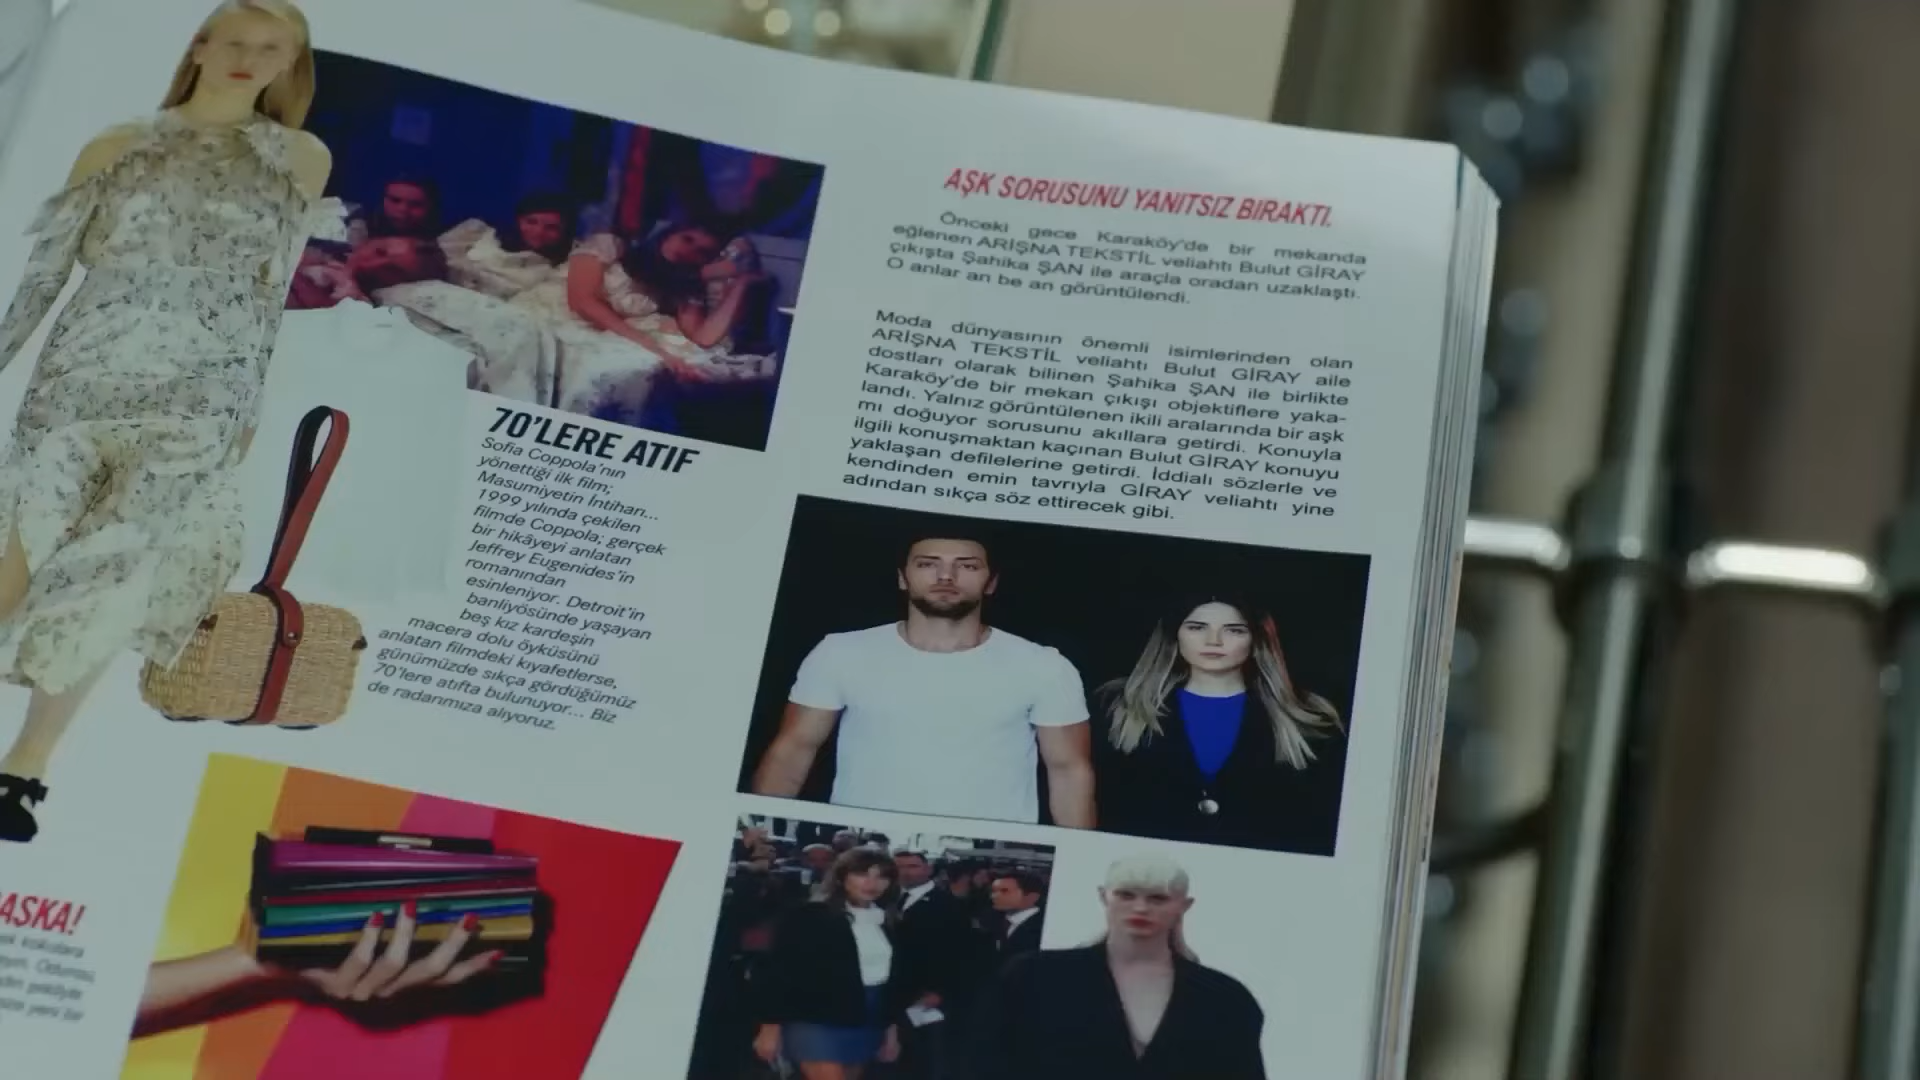 70'LERE ATIF
Sofia Coppola'nın
yönettiği ilk film;
Masumiyetin İntiharı...
1999 yılında çekilen
filmde Coppola; gerçek
bir hikâyeyi anlatan
Jeffrey Eugenides'in
romanından
esinleniyor. Detroit'in
banliyösünde yaşayan
beş kız kardeşin
macera dolu öyküsünü
anlatan filmdeki kıyafetlerse,
günümüzde sıkça gördüğümüz
70'lere atıfta bulunuyor... Biz
de radarımıza alıyoruz.
ASKA!
AŞK SORUSUNU YANITSIZ BIRAKTI.
Önceki gece Karaköy'de bir mekanda
eğlenen ARİŞNA TEKSTİL veliahtı Bulut GİRAY
çıkışta Şahika ŞAN ile araçla oradan uzaklaştı.
O anlar an be an görüntülendi.
Moda dünyasının önemli isimlerinden olan
ARİŞNA TEKSTİL veliahtı Bulut GİRAY aile
dostları olarak bilinen Şahika ŞAN ile birlikte
Karaköy'de bir mekan çıkışı objektiflere yaka-
landı. Yalnız görüntülenen ikili aralarında bir aşk
mı doğuyor sorusunu akıllara getirdi. Konuyla
ilgili konuşmaktan kaçınan Bulut GİRAY konuyu
yaklaşan defilelerine getirdi. İddialı sözlerle ve
kendinden emin tavrıyla GİRAY veliahtı yine
adından sıkça söz ettirecek gibi.